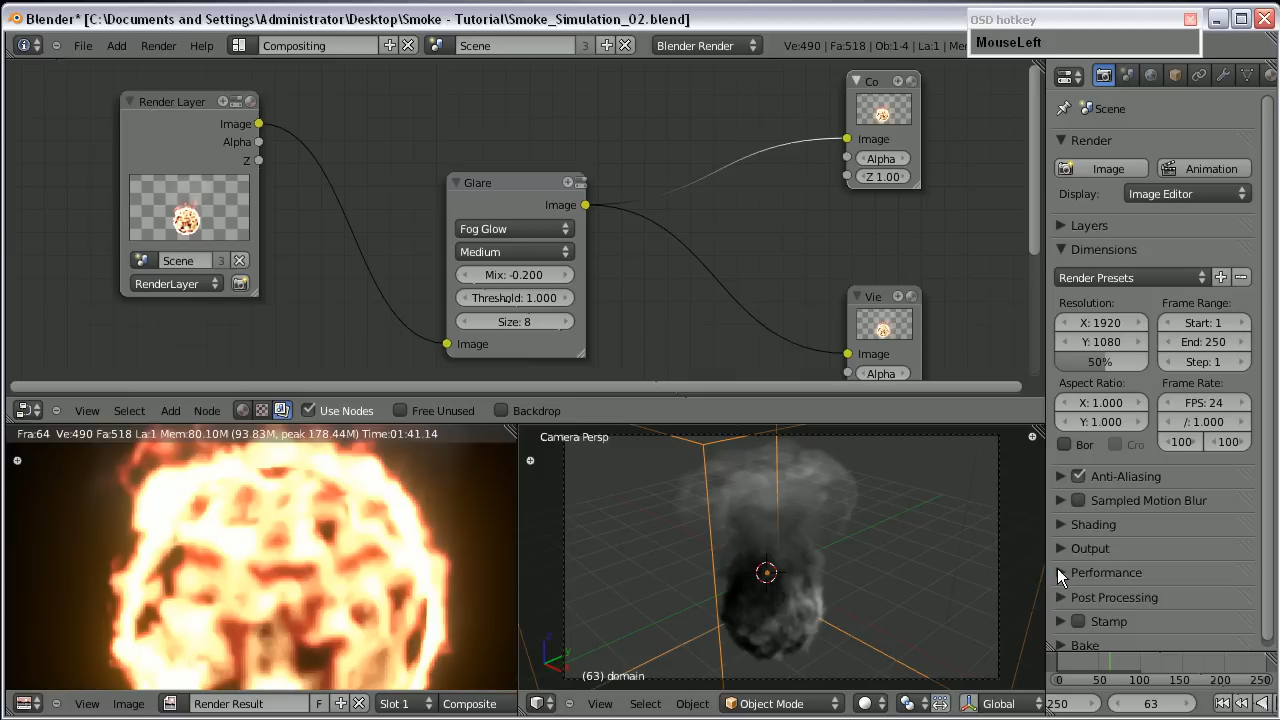 Blender* [C:\Documents and Settings\Administrator\Desktop\Smoke - Tutorial\Smoke_Simulation_02.blend]
OSD hotkey
MouseLeft
File Add Render Help Compositing Scene 3 Blender Render Ve:490 | Fa:518 | Ob:1-4 | La:1 | Me
Render Layer
Image
Alpha
Z
Scene 3
RenderLayer
Glare
Image
Fog Glow
Medium
Mix: -0.200
Threshold: 1.000
Size: 8
Image
Co
Image
Alpha
Z 1.00
Vie
Image
Alpha
View Select Add Node Use Nodes Free Unused Backdrop
Fra:64 Ve:490 Fa:518 La:1 Mem:80.10M (93.83M, peak 178.44M) Time:01:41.14
View Image Render Result F Slot 1 Composite
Camera Persp
z
y
x
(63) domain
View Select Object Object Mode Global
Scene
Render
Image Animation
Display: Image Editor
Layers
Dimensions
Render Presets
Resolution: Frame Range:
X: 1920 Start: 1
Y: 1080 End: 250
50% Step: 1
Aspect Ratio: Frame Rate:
X: 1.000 FPS: 24
Y: 1.000 /: 1.000
Bor Cro 100 100
Anti-Aliasing
Sampled Motion Blur
Shading
Output
Performance
Post Processing
Stamp
Bake
0 50 100 150 200 250
250 63